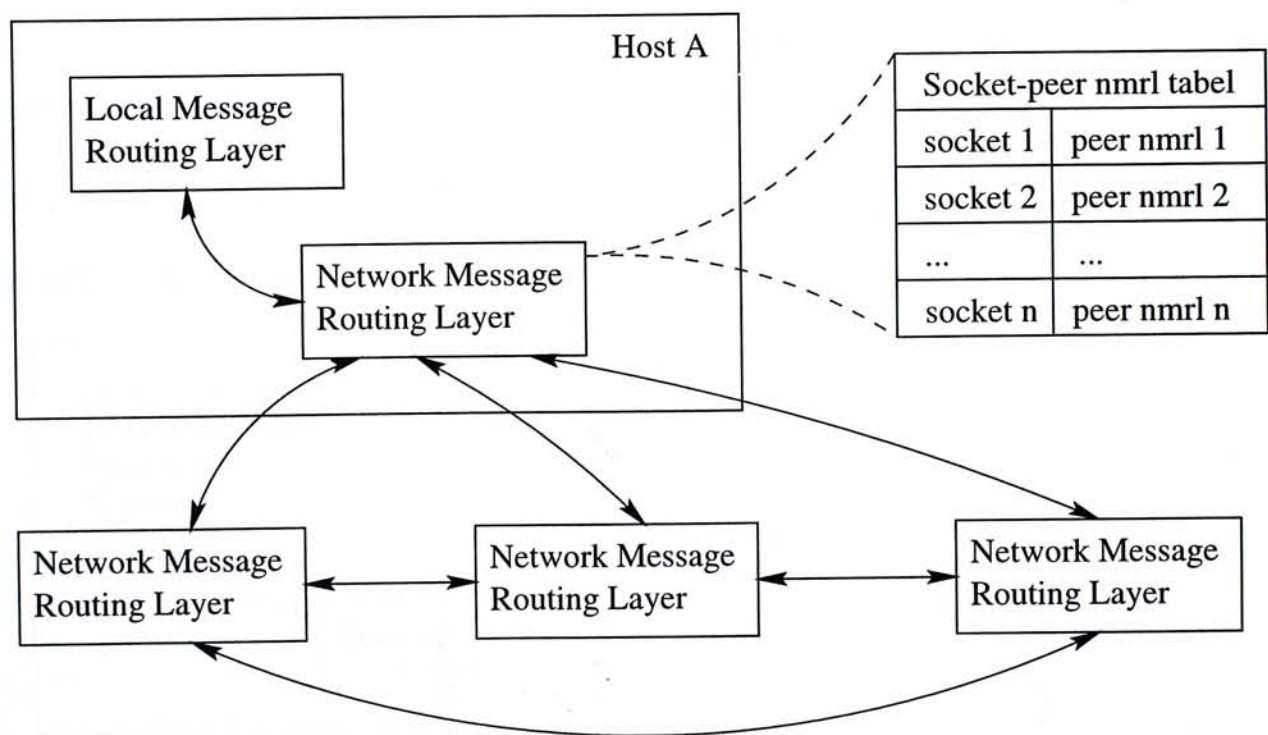 Host A
Local Message
Routing Layer
Network Message
Routing Layer
Socket-peer nmrl tabel
socket 1 peer nmrl 1
socket 2 peer nmrl 2
... ...
socket n peer nmrl n
Network Message
Routing Layer
Network Message
Routing Layer
Network Message
Routing Layer